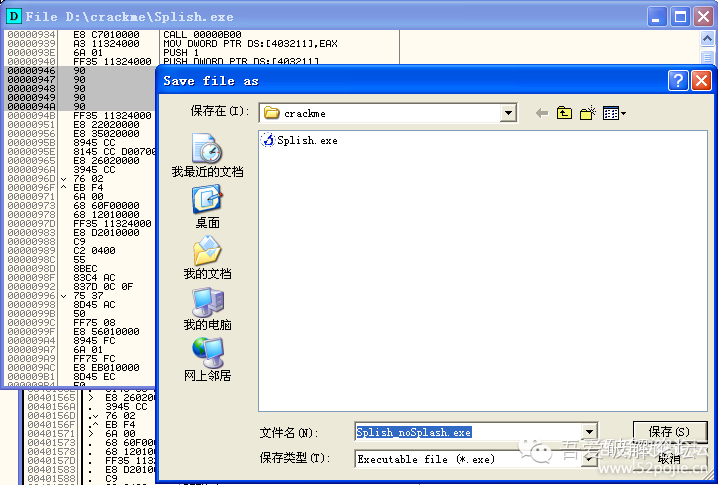 File D:\crackme\Splish.exe
00000934 E8 C7010000 CALL 00000B00
00000939 A3 11324000 MOV DWORD PTR DS:[403211],EAX
0000093E 6A 01 PUSH 1
00000940 FF35 11324000 PUSH DWORD PTR DS:[403211]
00000946 90
00000947 90
00000948 90
00000949 90
0000094A 90
0000094B FF35 11324000
00000951 E8 22020000
00000956 E8 35020000
0000095B 8945 CC
0000095E 8145 CC D00700
00000965 E8 26020000
0000096A 3945 CC
0000096D 76 02
0000096F EB F4
00000971 6A 00
00000973 68 60F00000
00000978 68 12010000
0000097D FF35 11324000
00000983 E8 D2010000
00000988 C9
00000989 C2 0400
0000098C 55
0000098D 8BEC
0000098F 83C4 AC
00000992 837D 0C 0F
00000996 75 37
00000998 8D45 AC
0000099B 50
0000099C FF75 08
0000099F E8 56010000
000009A4 8945 FC
000009A7 6A 01
000009A9 FF75 FC
000009AC E8 EB010000
000009B1 8D45 EC
Save file as
保存在(I):
crackme
Splish.exe
我最近的文档
桌面
我的文档
我的电脑
网上邻居
文件名(N):
Splish_noSplash.exe
保存(S)
保存类型(T):
Executable file (*.exe)
取消
00401565 > E8 26020
0040156A . 3945 CC
0040156D . 76 02
0040156F . EB F4
00401571 > 6A 00
00401573 . 68 60F00
00401578 . 68 12010
0040157D . FF35 113
00401583 . E8 D2010
00401588 . C9
吾爱破解论坛
www.52pojie.cn